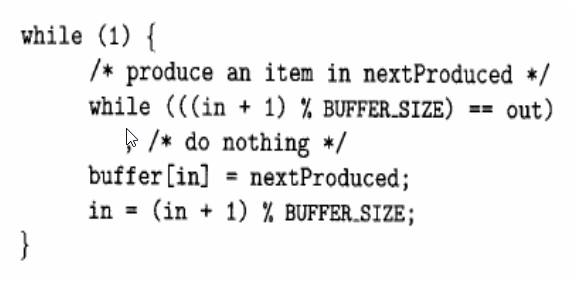 while (1) {
/* produce an item in nextProduced */
while (((in + 1) % BUFFER_SIZE) == out)
; /* do nothing */
buffer[in] = nextProduced;
in = (in + 1) % BUFFER_SIZE;
}